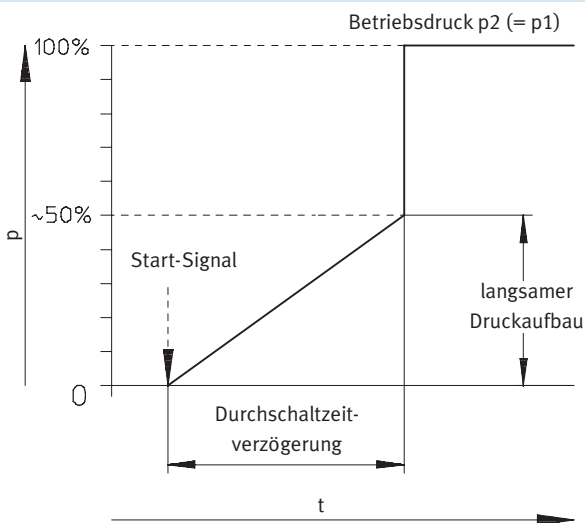 Betriebsdruck p2 (= p1)
100%
~50%
p
Start-Signal
langsamer
Druckaufbau
0
Durchschaltzeit-
verzögerung
t